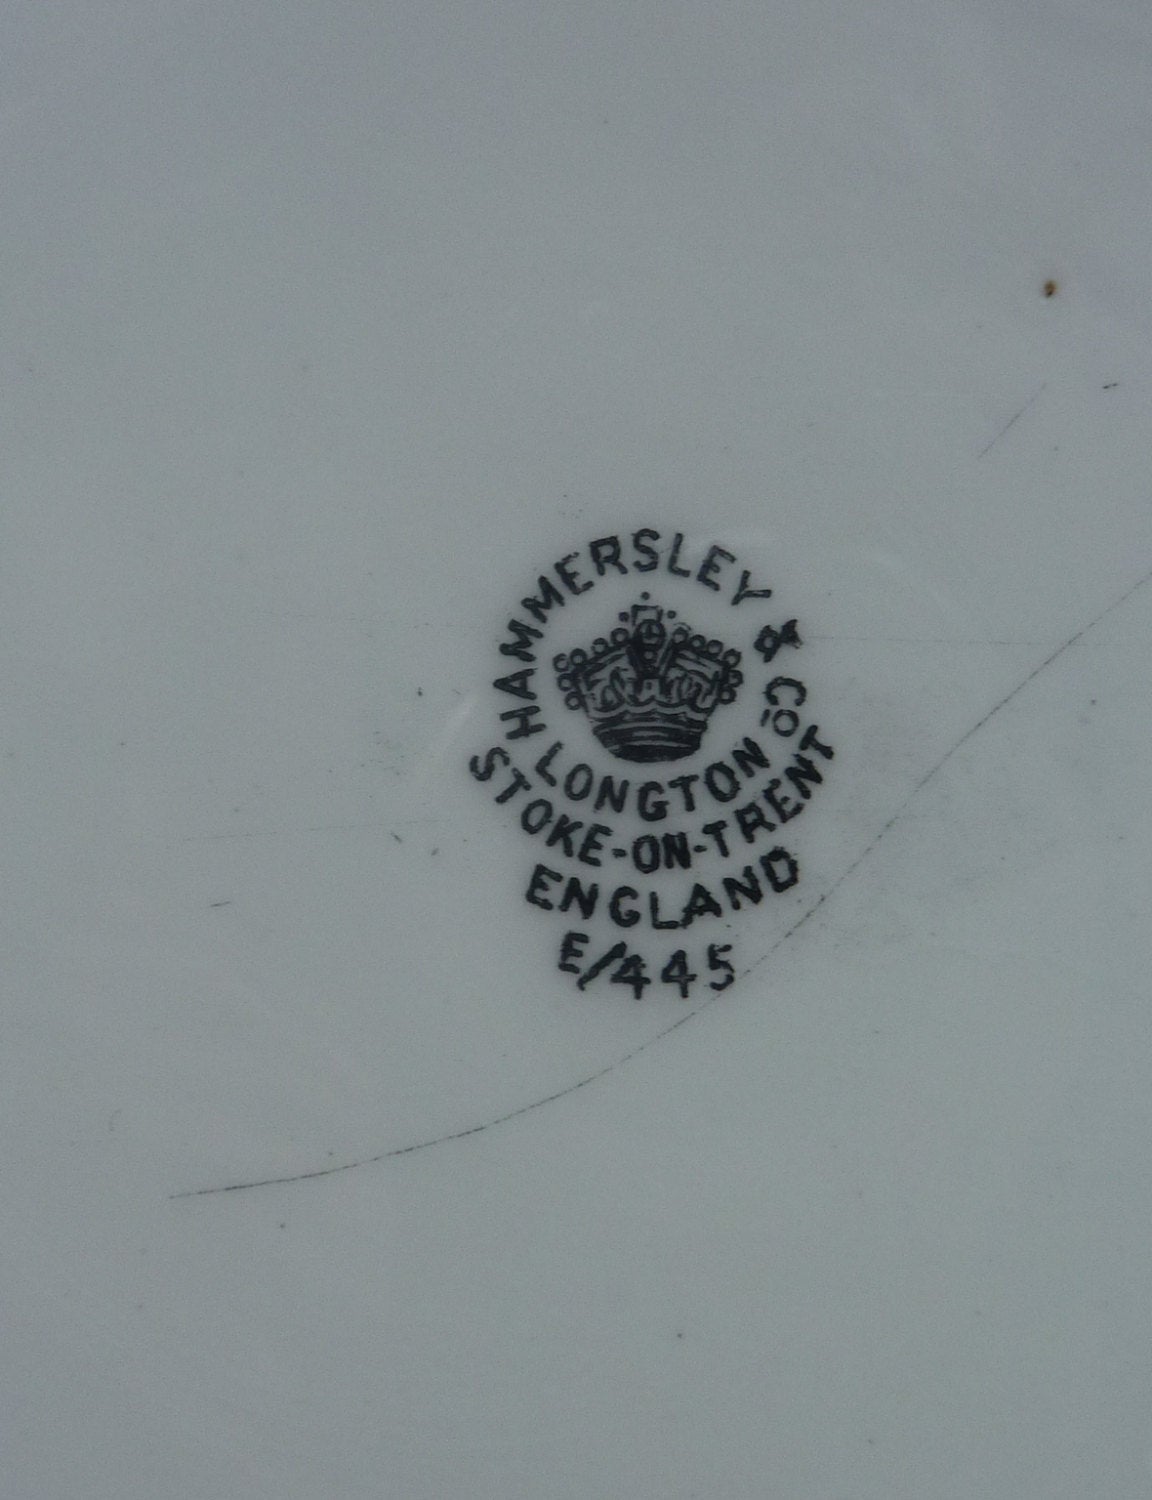 HAMMERSLEY & Cº
LONGTON
STOKE-ON-TRENT
ENGLAND
E/445